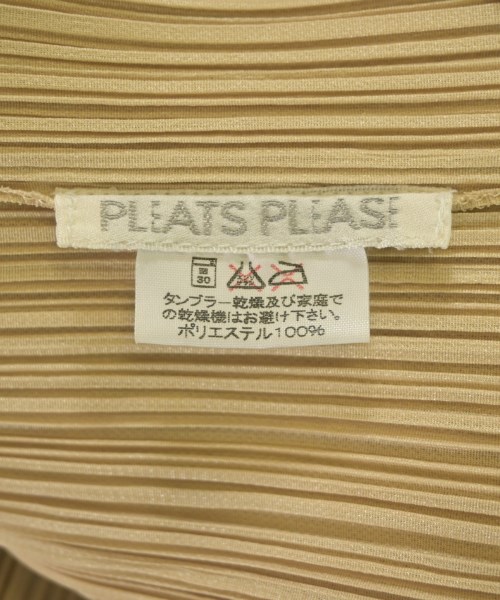 PLEATS PLEASE
30
タンブラー乾燥及び家庭で
の乾燥機はお避け下さい。
ポリエステル100%